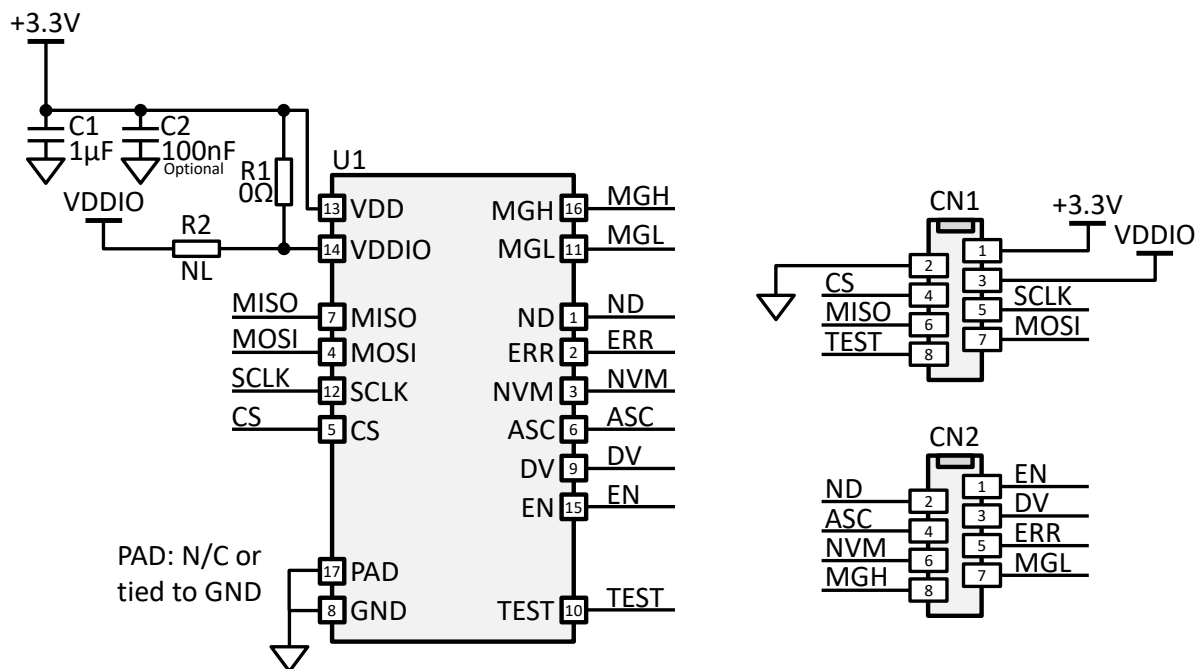 +3.3V
C1
1µF
C2
100nF
Optional
R1
0Ω
VDDIO
R2
NL
U1
13 VDD
14 VDDIO
MISO 7 MISO
MOSI 4 MOSI
SCLK 12 SCLK
CS 5 CS
PAD: N/C or
tied to GND
17 PAD
8 GND
MGH 16 MGH
MGL 11 MGL
ND 1 ND
ERR 2 ERR
NVM 3 NVM
ASC 6 ASC
DV 9 DV
EN 15 EN
TEST 10 TEST
CN1
+3.3V
VDDIO
1
2
3
CS 4
5 SCLK
MISO 6
7 MOSI
TEST 8
CN2
1 EN
ND 2
3 DV
ASC 4
5 ERR
NVM 6
7 MGL
MGH 8